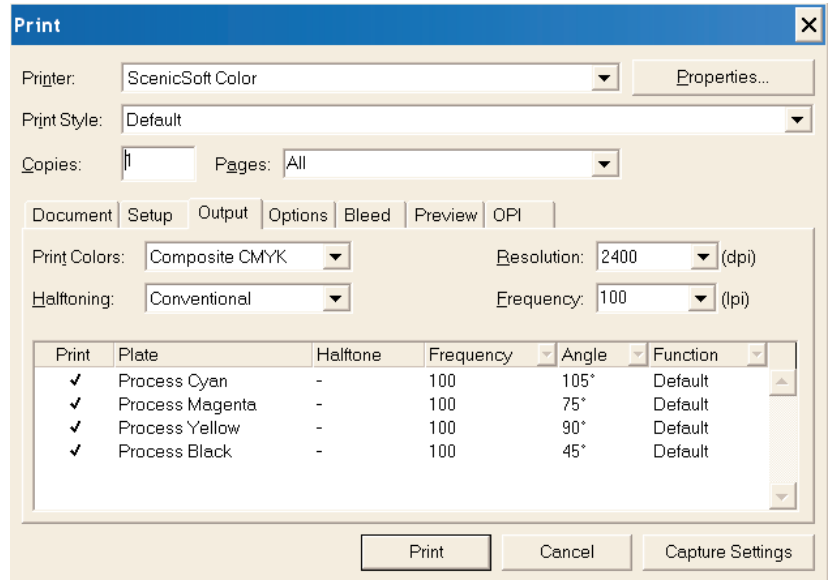 Print
Printer: ScenicSoft Color Properties...
Print Style: Default
Copies: 1 Pages: All
Document Setup Output Options Bleed Preview OPI
Print Colors: Composite CMYK Resolution: 2400 (dpi)
Halftoning: Conventional Frequency: 100 (lpi)
Print Plate Halftone Frequency Angle Function
✓ Process Cyan - 100 105° Default
✓ Process Magenta - 100 75° Default
✓ Process Yellow - 100 90° Default
✓ Process Black - 100 45° Default
Print Cancel Capture Settings